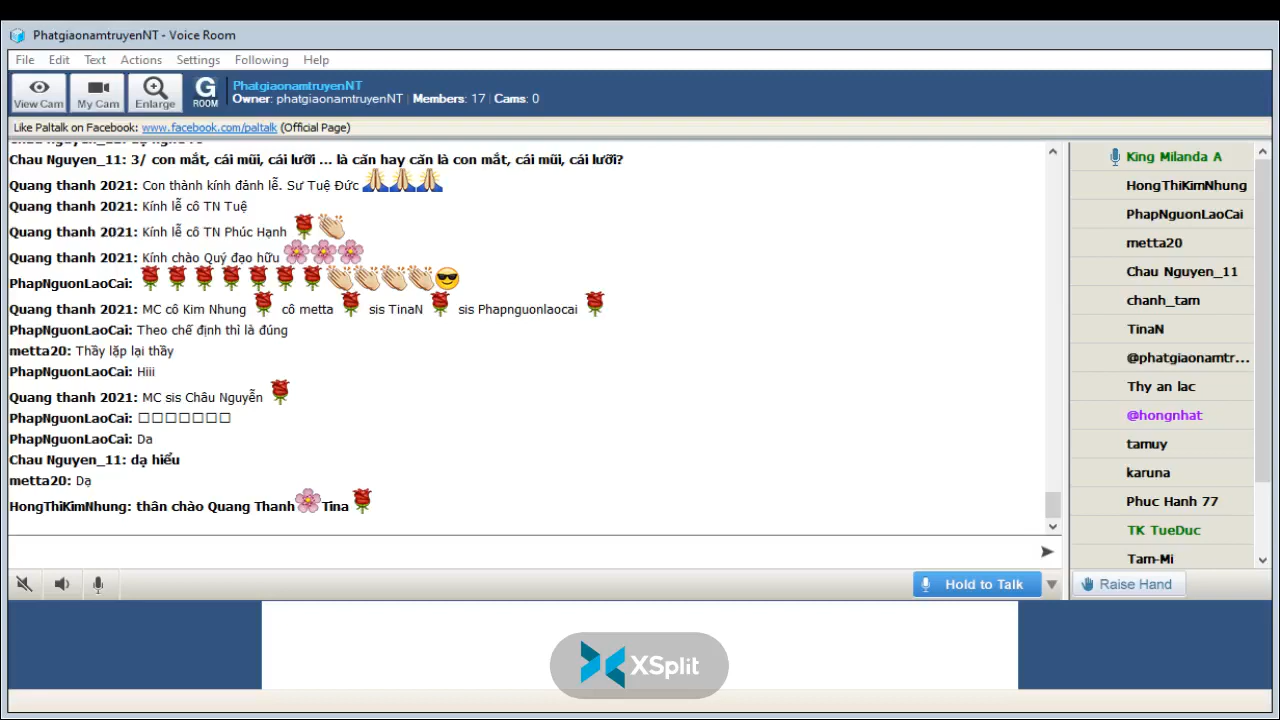 PhatgiaonamtruyenNT - Voice Room
File Edit Text Actions Settings Following Help
View Cam My Cam Enlarge G ROOM
PhatgiaonamtruyenNT
Owner: phatgiaonamtruyenNT Members: 17 Cams: 0
Like Paltalk on Facebook: www.facebook.com/paltalk (Official Page)
Chau Nguyen_11: 3/ con mắt, cái mũi, cái lưỡi ... là căn hay căn là con mắt, cái mũi, cái lưỡi?
Quang thanh 2021: Con thành kính đảnh lễ. Sư Tuệ Đức
Quang thanh 2021: Kính lễ cô TN Tuệ
Quang thanh 2021: Kính lễ cô TN Phúc Hạnh
Quang thanh 2021: Kính chào Quý đạo hữu
PhapNguonLaoCai:
Quang thanh 2021: MC cô Kim Nhung cô metta sis TinaN sis Phapnguonlaocai
PhapNguonLaoCai: Theo chế định thì là đúng
metta20: Thầy lặp lại thầy
PhapNguonLaoCai: Hiii
Quang thanh 2021: MC sis Châu Nguyễn
PhapNguonLaoCai: □□□□□□□
PhapNguonLaoCai: Da
Chau Nguyen_11: dạ hiểu
metta20: Dạ
HongThiKimNhung: thân chào Quang Thanh Tina
King Milanda A
HongThiKimNhung
PhapNguonLaoCai
metta20
Chau Nguyen_11
chanh_tam
TinaN
@phatgiaonamtr...
Thy an lac
@hongnhat
tamuy
karuna
Phuc Hanh 77
TK TueDuc
Tam-Mi
Hold to Talk
Raise Hand
XSplit